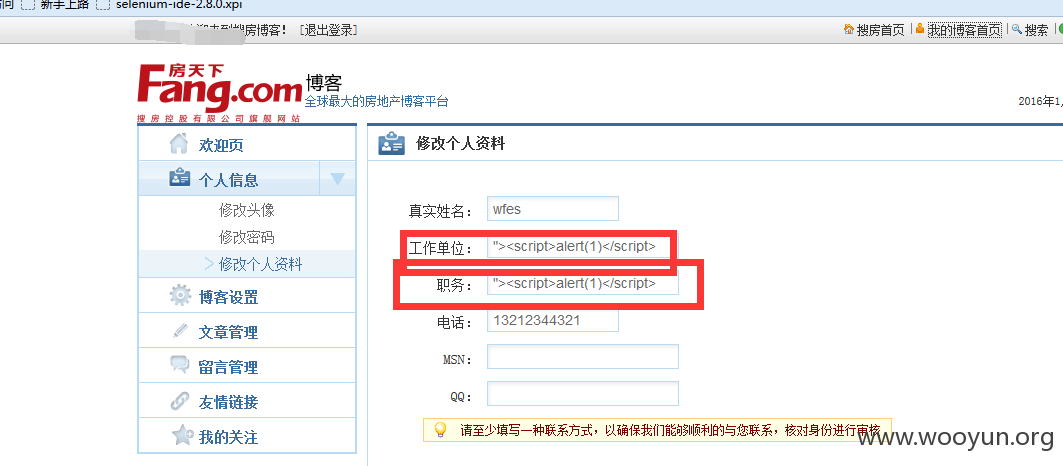 新手上路 selenium-ide-2.8.0.xpi
搜房博客! [退出登录] 搜房首页 我的博客首页 搜索
房天下
Fang.com 博客
全球最大的房地产博客平台
搜房控股有限公司旗舰网站
2016年1
欢迎页
个人信息
修改头像
修改密码
修改个人资料
博客设置
文章管理
留言管理
友情链接
我的关注
修改个人资料
真实姓名: wfes
工作单位: "><script>alert(1)</script>
职务: "><script>alert(1)</script>
电话: 13212344321
MSN:
QQ:
请至少填写一种联系方式，以确保我们能够顺利的与您联系，核对身份进行审核
www.wooyun.org